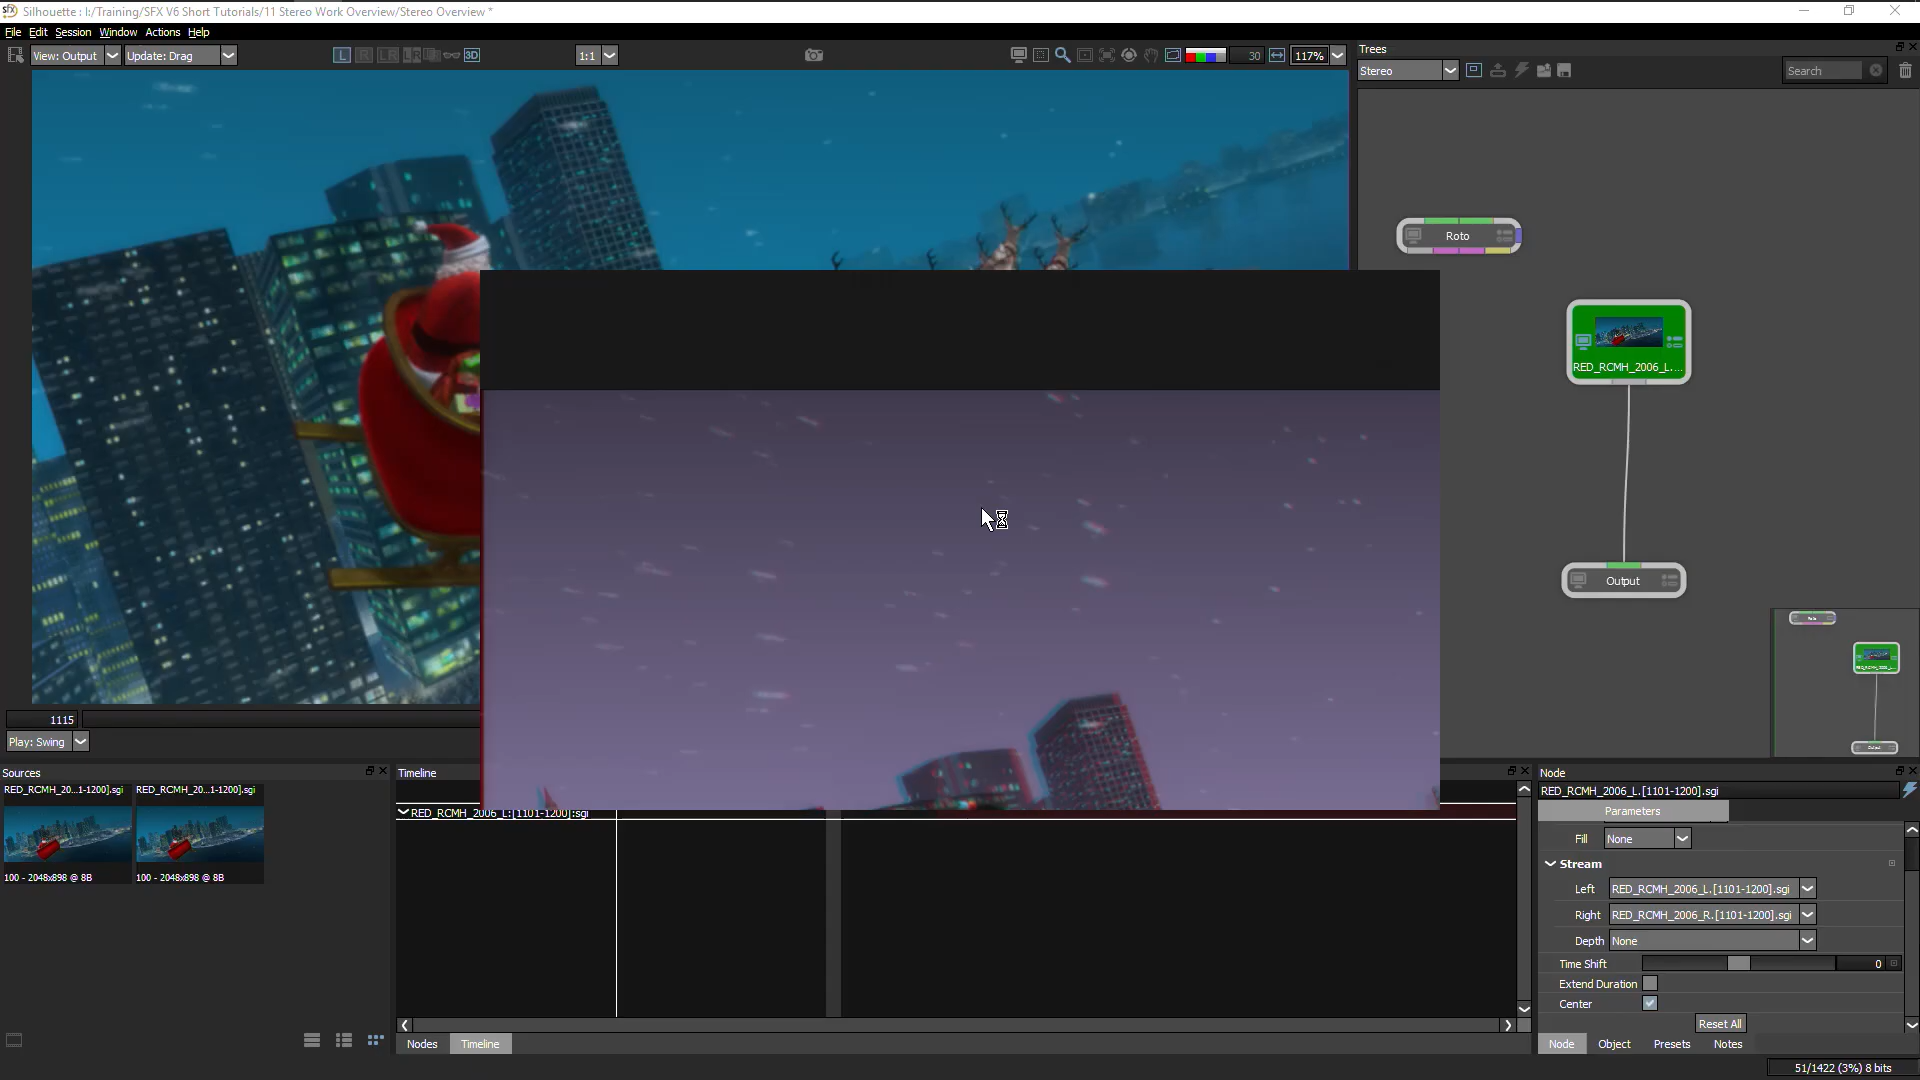 Silhouette : I:/Training/SFX V6 Short Tutorials/11 Stereo Work Overview/Stereo Overview *
File Edit Session Window Actions Help
View: Output Update: Drag L R LR LR 3D 1:1 30 117%
Trees
Stereo Search
Roto
RED_RCMH_2006_L....
Output
1115
Play: Swing
Sources
RED_RCMH_20...1-1200].sgi RED_RCMH_20...1-1200].sgi
100 - 2048x898 @ 8B 100 - 2048x898 @ 8B
Timeline
RED_RCMH_2006_L:[1101-1200]:sgi
Nodes Timeline
Node
RED_RCMH_2006_L.[1101-1200].sgi
Parameters
Fill None
Stream
Left RED_RCMH_2006_L.[1101-1200].sgi
Right RED_RCMH_2006_R.[1101-1200].sgi
Depth None
Time Shift 0
Extend Duration
Center
Reset All
Node Object Presets Notes
51/1422 (3%) 8 bits